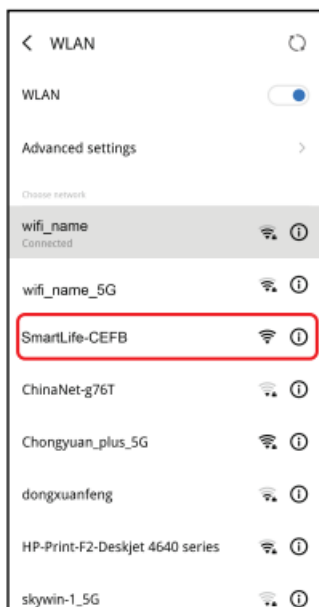 WLAN
WLAN
Advanced settings
Choose network
wifi_name
Connected
wifi_name_5G
SmartLife-CEFB
ChinaNet-g76T
Chongyuan_plus_5G
dongxuanfeng
HP-Print-F2-Deskjet 4640 series
skywin-1_5G